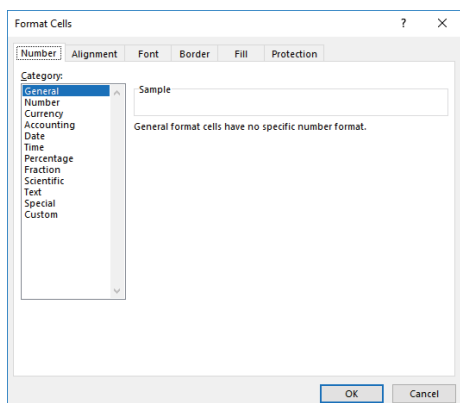 Format Cells ? ×
Number Alignment Font Border Fill Protection
Category:
General
Number
Currency
Accounting
Date
Time
Percentage
Fraction
Scientific
Text
Special
Custom
Sample
General format cells have no specific number format.
OK Cancel